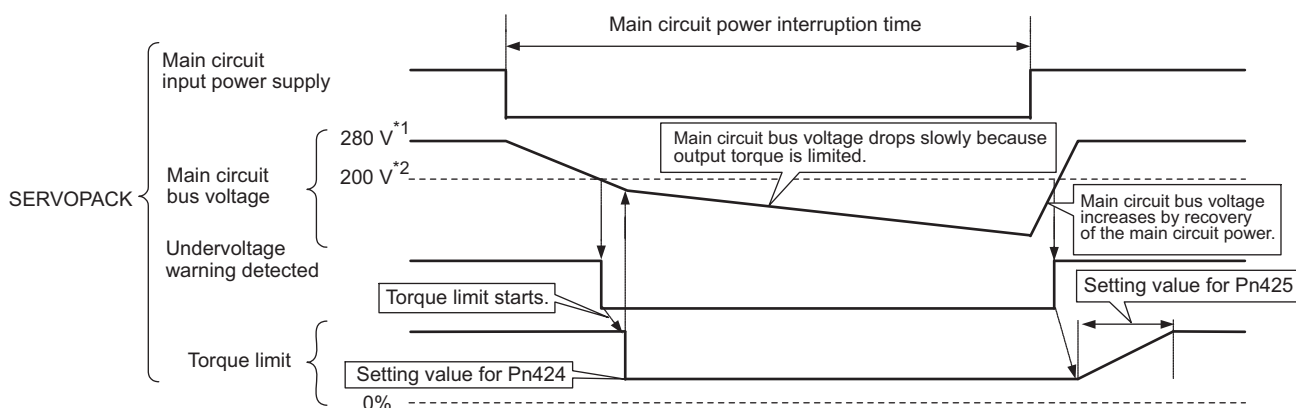 Main circuit power interruption time
Main circuit
input power supply
280 V*1
Main circuit bus voltage drops slowly because
output torque is limited.
200 V*2
Main circuit
bus voltage
SERVOPACK
Main circuit bus voltage
increases by recovery
of the main circuit power.
Undervoltage
warning detected
Torque limit starts.
Setting value for Pn425
Torque limit
Setting value for Pn424
0%